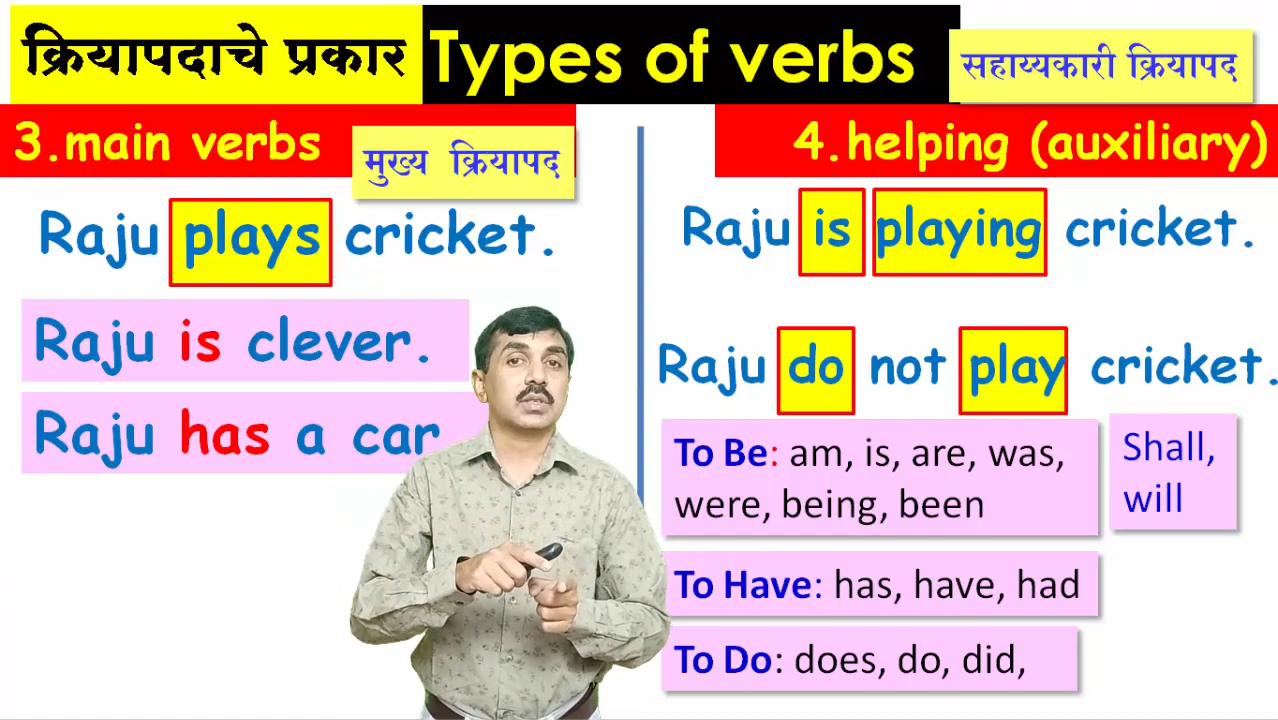 क्रियापदाचे प्रकार Types of verbs
सहाय्यकारी क्रियापद
3.main verbs
मुख्य क्रियापद
Raju plays cricket.
Raju is clever.
Raju has a car
4.helping (auxiliary)
Raju is playing cricket.
Raju do not play cricket.
To Be: am, is, are, was,
were, being, been
Shall,
will
To Have: has, have, had
To Do: does, do, did,